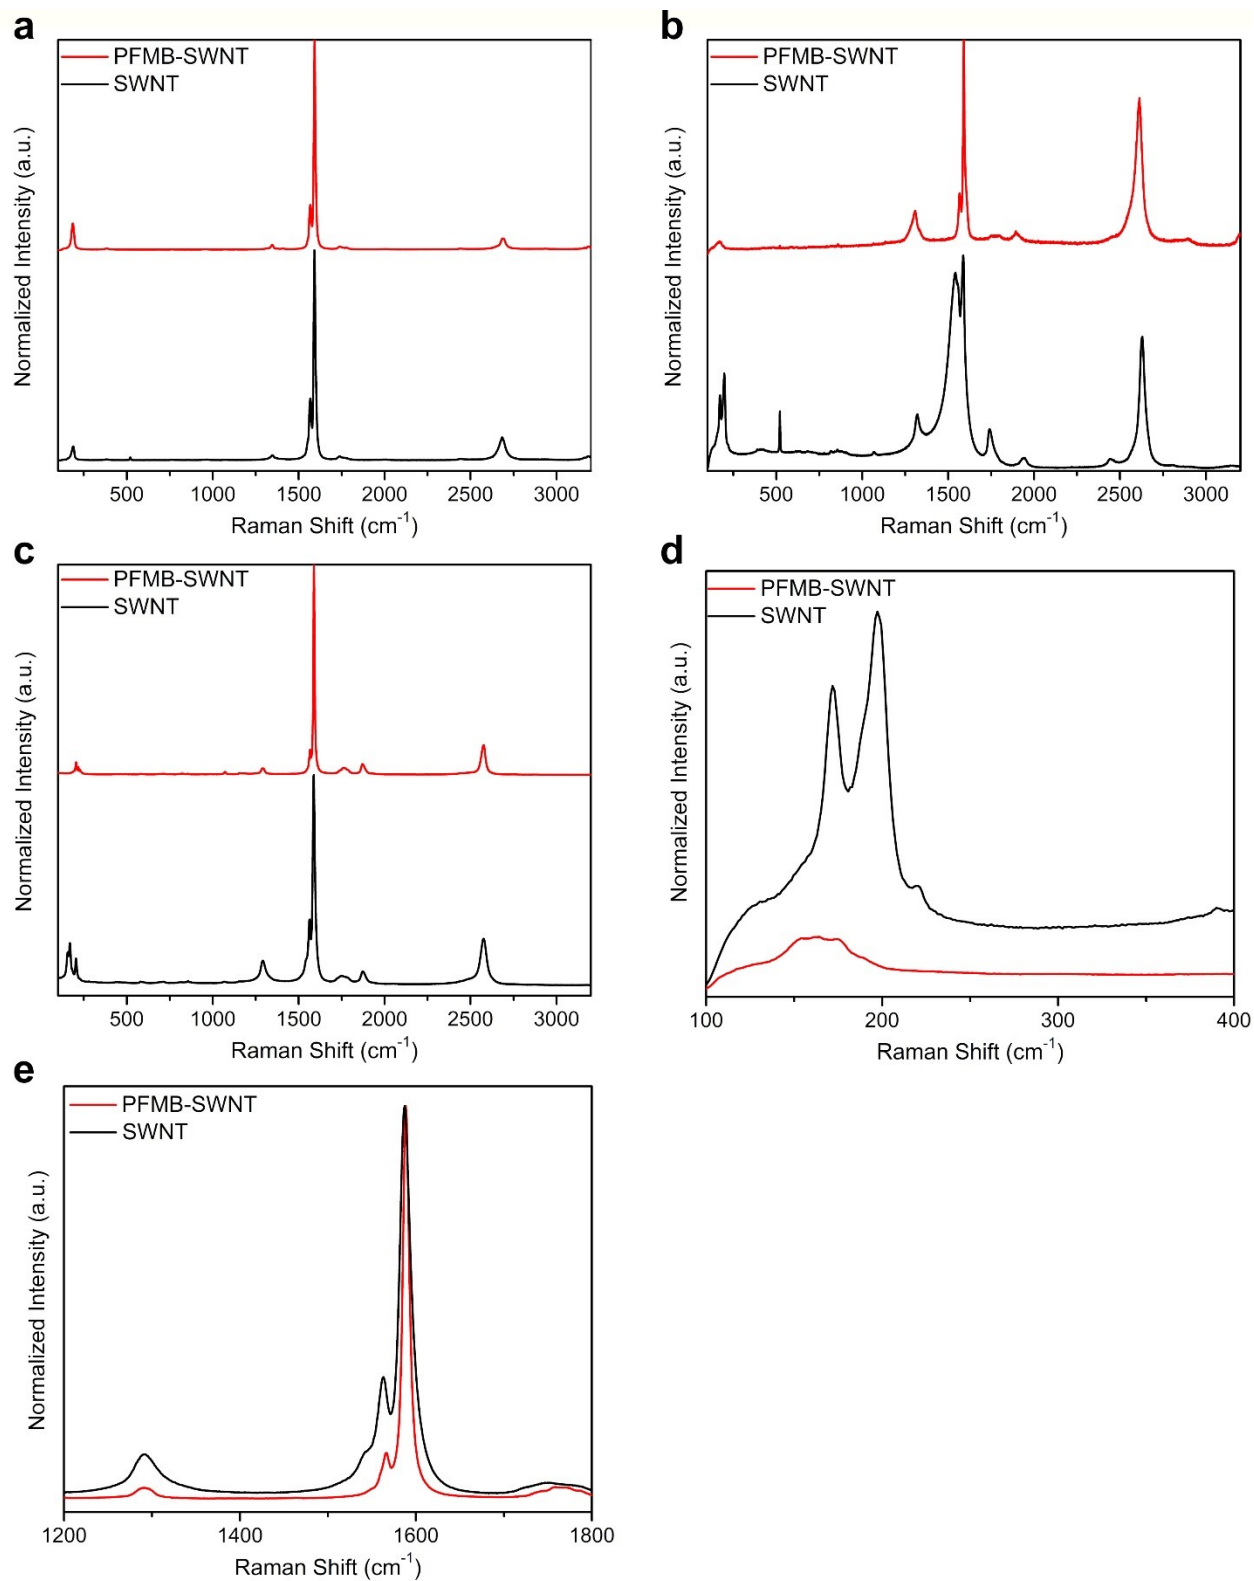 a
PFMB-SWNT
SWNT
Normalized Intensity (a.u.)
500 1000 1500 2000 2500 3000
Raman Shift (cm⁻¹)
b
PFMB-SWNT
SWNT
Normalized Intensity (a.u.)
500 1000 1500 2000 2500 3000
Raman Shift (cm⁻¹)
c
PFMB-SWNT
SWNT
Normalized Intensity (a.u.)
500 1000 1500 2000 2500 3000
Raman Shift (cm⁻¹)
d
PFMB-SWNT
SWNT
Normalized Intensity (a.u.)
100 200 300 400
Raman Shift (cm⁻¹)
e
PFMB-SWNT
SWNT
Normalized Intensity (a.u.)
1200 1400 1600 1800
Raman Shift (cm⁻¹)